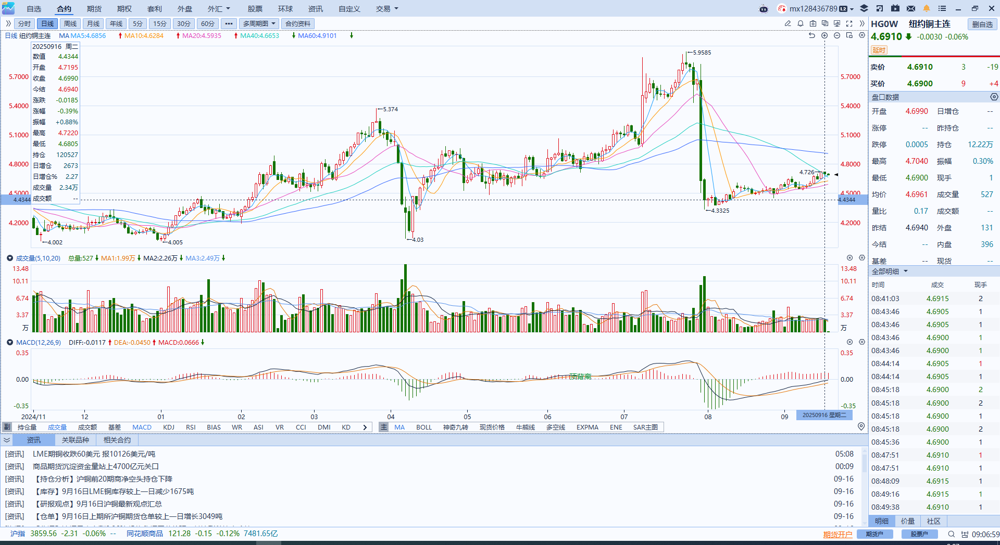 自选 合约 期货 期权 套利 外盘 外汇 股票 环球 资讯 自定义 交易 mx128436789 L2
分时 日线 周线 月线 年线 5分 15分 30分 60分 ••• 多周期图 合约资料
HG0W 纽约铜主连 删自选
日线 纽约铜主连 MA MA5:4.6856 MA10:4.6284 MA20:4.5935 MA40:4.6653 MA60:4.9101
4.6910 -0.0030 -0.06%
延时
20250916 周二
数值 4.4344
开盘 4.7195
收盘 4.6990
今结 4.6940
涨跌 -0.0185
涨幅 -0.39%
振幅 +0.88%
最高 4.7220
最低 4.6805
持仓 120527
日增仓 2673
日增仓% 2.27
成交量 2.34万
成交额 --
5.7000 5.7000
5.4000 5.4000
5.1000 5.1000
4.8000 4.8000
4.5000 4.5000
4.4344 4.4344
4.2000 4.2000
5.9585
5.374
4.726
4.3325
4.002
4.005
4.03
成交量(5,10,20) 总量:527 MA1:1.99万 MA2:2.26万 MA3:2.49万
13.48 13.48
10.11 10.11
6.74 6.74
3.37 3.37
万 万
MACD(12,26,9) DIFF:-0.0117 DEA:-0.0450 MACD:0.0666
0.35 0.35
0.00 顶背离 0.00
-0.35 -0.35
2024/11 12 01 02 03 04 05 06 07 08 09 20250916 星期二
副 持仓量 成交量 成交额 基差 MACD KDJ RSI BIAS WR ASI VR CCI DMI KD 主 MA BOLL 神奇九转 现货价格 牛熊线 多空线 EXPMA ENE SAR主图
资讯 关联品种 相关合约
[资讯] LME期铜收跌60美元 报10126美元/吨 05:08
[资讯] 商品期货沉淀资金量站上4700亿元关口 00:09
[资讯] 【持仓分析】沪铜前20期商净空头持仓下降 09-16
[资讯] 【库存】9月16日LME铜库存较上一日减少1675吨 09-16
[资讯] 【研报观点】9月16日沪铜最新观点汇总 09-16
[资讯] 【仓单】9月16日上期所沪铜期货仓单较上一日增长3049吨 09-16
卖价 4.6910 3 -19
买价 4.6900 9 +4
盘口数据
开盘 4.6990 日增仓 --
涨停 -- 昨持仓 --
跌停 0.0005 持仓 12.22万
最高 4.7040 振幅 0.30%
最低 4.6900 现手 1
均价 4.6961 成交量 527
量比 0.17 成交额 --
昨结 4.6940 外盘 131
今结 -- 内盘 396
基差 -- 现货
全部明细
时间 成交 现手
08:41:03 4.6915 2
08:43:46 4.6905 1
08:43:46 4.6905 1
08:43:46 4.6900 1
08:43:46 4.6900 1
08:44:14 4.6905 1
08:44:14 4.6905 1
08:45:18 4.6900 2
08:45:18 4.6900 2
08:45:18 4.6900 1
08:45:18 4.6900 2
08:45:36 4.6900 1
08:47:51 4.6910 1
08:47:51 4.6910 1
08:48:09 4.6915 1
08:49:16 4.6915 1
08:49:38 4.6910 1
明细 价量 社区
沪指 3859.56 -2.31 -0.06% -- 同花顺商品 121.28 -0.15 -0.12% 7481.65亿 期货开户 期货户 股票户 09:06:59